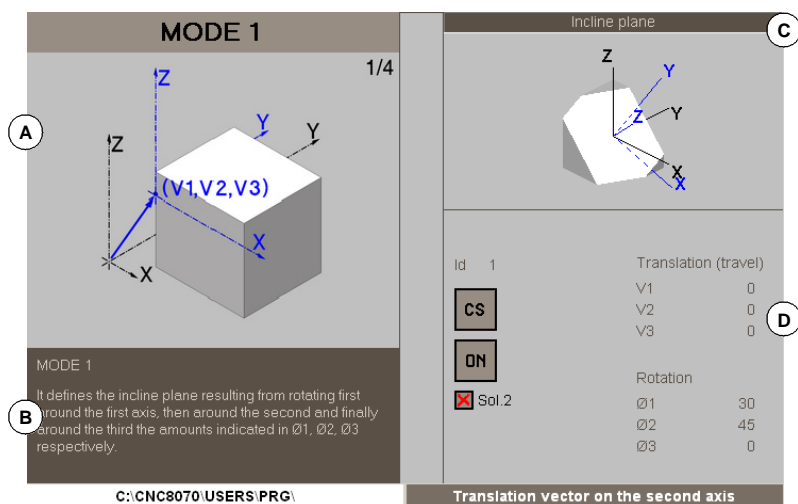 MODE 1
1/4
A
Z
Z
Y
Y
(V1,V2,V3)
X
X
MODE 1
It defines the incline plane resulting from rotating first
around the first axis, then around the second and finally
around the third the amounts indicated in Ø1, Ø2, Ø3
respectively.
B
C:\CNC8070\USERS\PRG\
Incline plane
C
Z
Y
Z
Y
X
X
Id 1
CS
ON
Sol.2
Translation (travel)
V1 0
V2 0
V3 0
D
Rotation
Ø1 30
Ø2 45
Ø3 0
Translation vector on the second axis